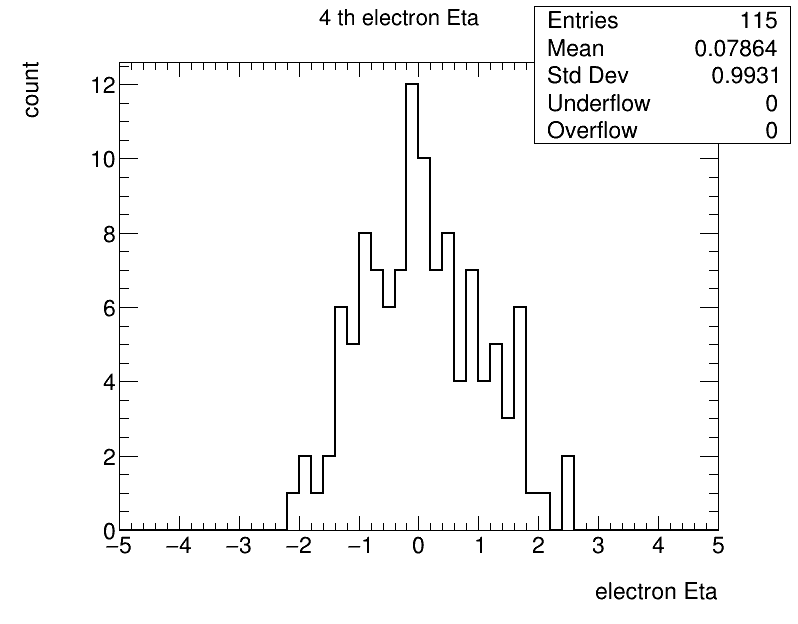 4 th electron Eta
Entries 115
Mean 0.07864
Std Dev 0.9931
Underflow 0
Overflow 0
count
12
10
8
6
4
2
0
−5 −4 −3 −2 −1 0 1 2 3 4 5
electron Eta